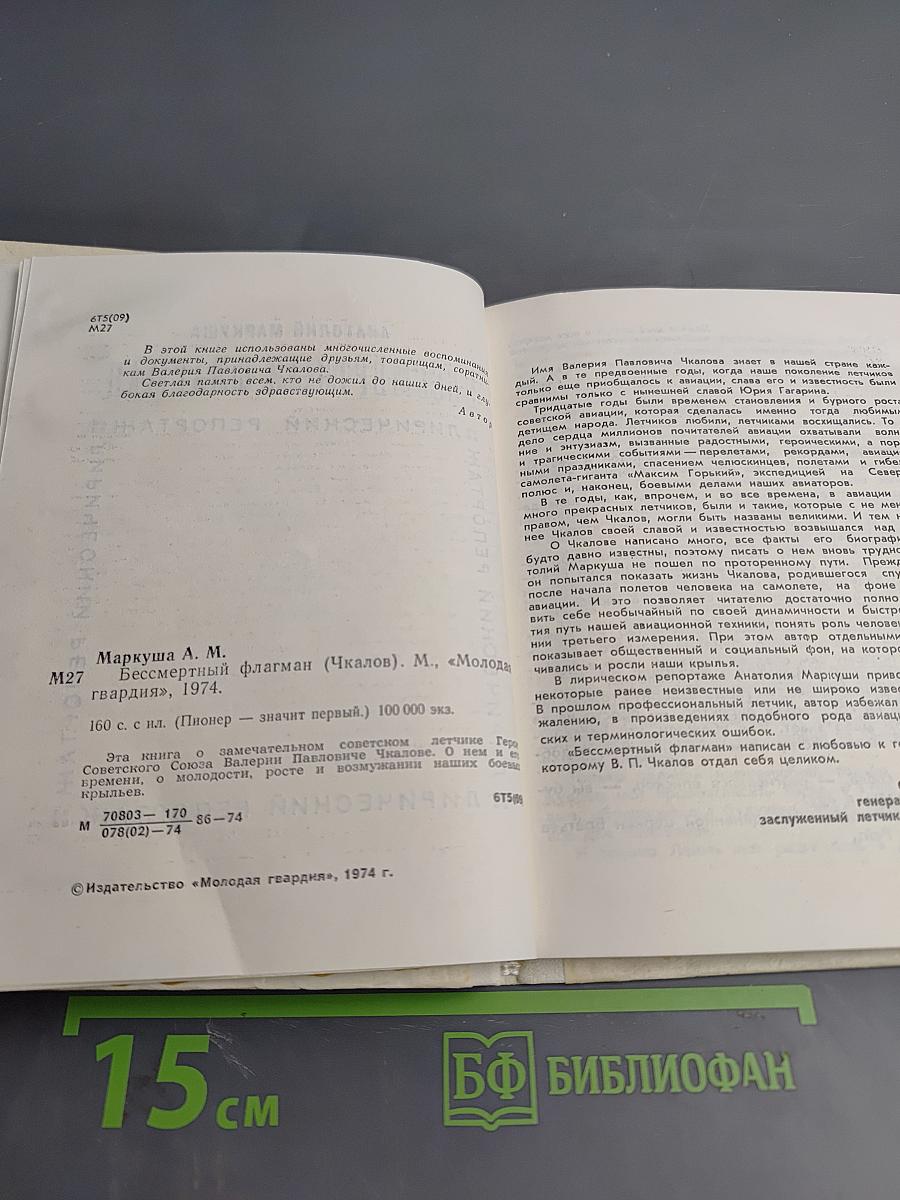 6Т5(09)
М27
В этой книге использованы многочисленные воспоминания
и документы, принадлежащие друзьям, товарищам, соратни-
кам Валерия Павловича Чкалова.
Светлая память всем, кто не дожил до наших дней, и глу-
бокая благодарность здравствующим.
Автор
Маркуша А. М.
М27 Бессмертный флагман (Чкалов). М., «Молодая
гвардия», 1974.
160 с. с ил. (Пионер — значит первый.) 100 000 экз.
Эта книга о замечательном советском летчике Геро
Советского Союза Валерии Павловиче Чкалове. О нем и его
времени, о молодости, росте и возмужании наших боевых
крыльев.
6Т5(09
М 70803— 170
078(02)—74 86—74
© Издательство «Молодая гвардия», 1974 г.
Имя Валерия Павловича Чкалова знает в нашей стране каж-
дый. А в те предвоенные годы, когда наше поколение летчиков
только еще приобщалось к авиации, слава его и известность были
сравнимы только с нынешней славой Юрия Гагарина.
Тридцатые годы были временем становления и бурного роста
советской авиации, которая сделалась именно тогда любимым
детищем народа. Летчиков любили, летчиками восхищались. То
дело сердца миллионов почитателей авиации охватывали волн
ние и энтузиазм, вызванные радостными, героическими, а пор
и трагическими событиями — перелетами, рекордами, авиаци
ными праздниками, спасением челюскинцев, полетами и гибел
самолета-гиганта «Максим Горький», экспедицией на Север
полюс и, наконец, боевыми делами наших авиаторов.
В те годы, как, впрочем, и во все времена, в авиации
много прекрасных летчиков, были и такие, которые с не мен
правом, чем Чкалов, могли быть названы великими. И тем н
нее Чкалов своей славой и известностью возвышался над
О Чкалове написано много, все факты его биографи
будто давно известны, поэтому писать о нем вновь трудно
толий Маркуша не пошел по проторенному пути. Прежд
он попытался показать жизнь Чкалова, родившегося спу
после начала полетов человека на самолете, на фоне
авиации. И это позволяет читателю достаточно полно
вить себе необычайный по своей динамичности и быстро
тия путь нашей авиационной техники, понять роль челове
нии третьего измерения. При этом автор отдельными
показывает общественный и социальный фон, на которо
чивались и росли наши крылья.
В лирическом репортаже Анатолия Маркуши приво
некоторые ранее неизвестные или не широко извес
В прошлом профессиональный летчик, автор избежал
жалению, в произведениях подобного рода авиаци
ских и терминологических ошибок.
«Бессмертный флагман» написан с любовью к ге
которому В. П. Чкалов отдал себя целиком.
генера
заслуженный летчик
15 см
БФ БИБЛИОФАН